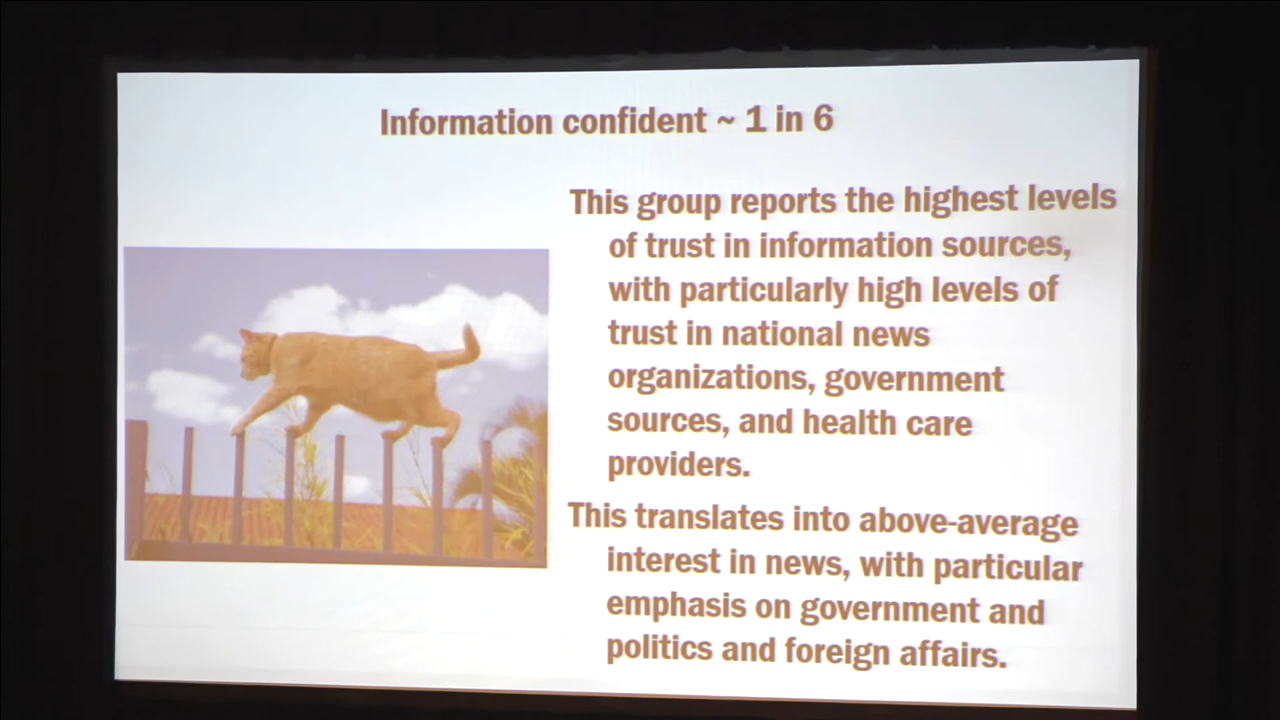 Information confident ~ 1 in 6
This group reports the highest levels
of trust in information sources,
with particularly high levels of
trust in national news
organizations, government
sources, and health care
providers.
This translates into above-average
interest in news, with particular
emphasis on government and
politics and foreign affairs.